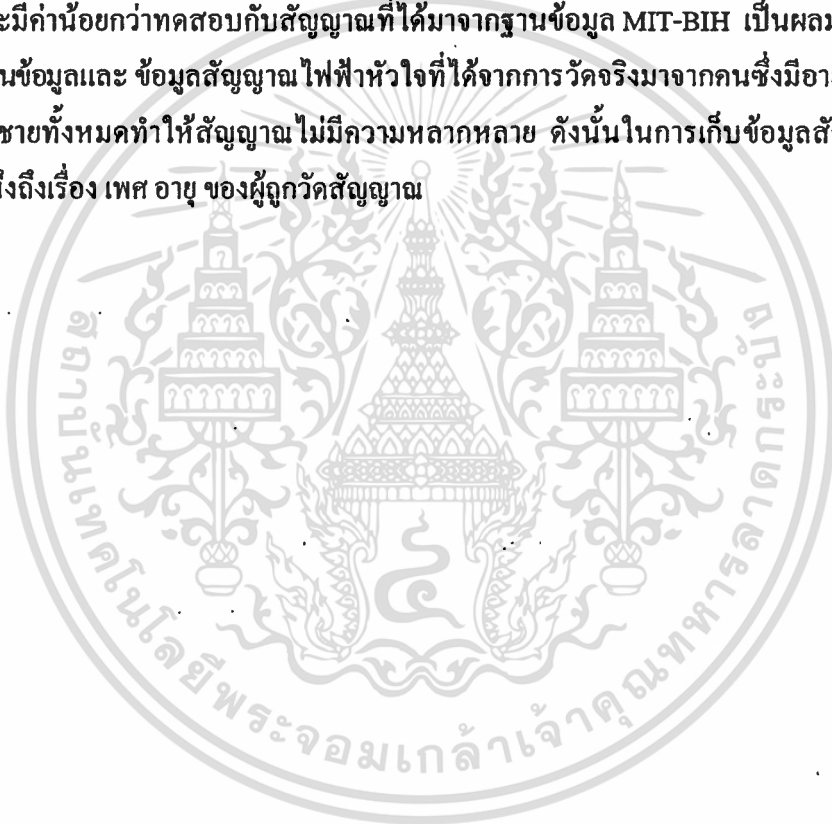 ะมีค่าน้อยกว่าทดสอบกับสัญญาณที่ได้มาจากฐานข้อมูล MIT-BIH เป็นผลม
นข้อมูลและ ข้อมูลสัญญาณไฟฟ้าหัวใจที่ได้จากการวัดจริงมาจากคนซึ่งมีอา
ชายทั้งหมดทำให้สัญญาณไม่มีความหลากหลาย ดังนั้นในการเก็บข้อมูลสั
ึงถึงเรื่อง เพศ อายุ ของผู้ถูกวัดสัญญาณ
สถาบันเทคโนโลยีพระจอมเกล้าเจ้าคุณทหารลาดกระบัง